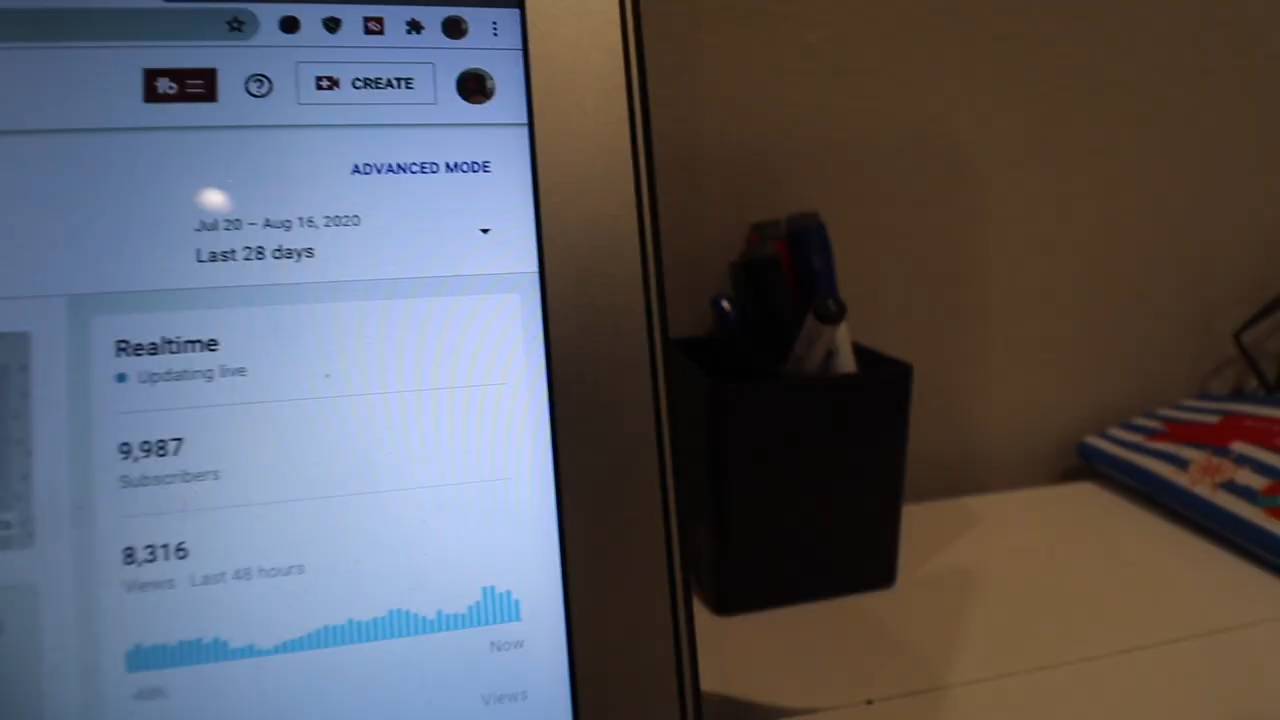 CREATE
ADVANCED MODE
Jul 20 – Aug 16, 2020
Last 28 days
Realtime
Updating live
9,987
Subscribers
8,316
Views · Last 48 hours
Now
-48h
Views